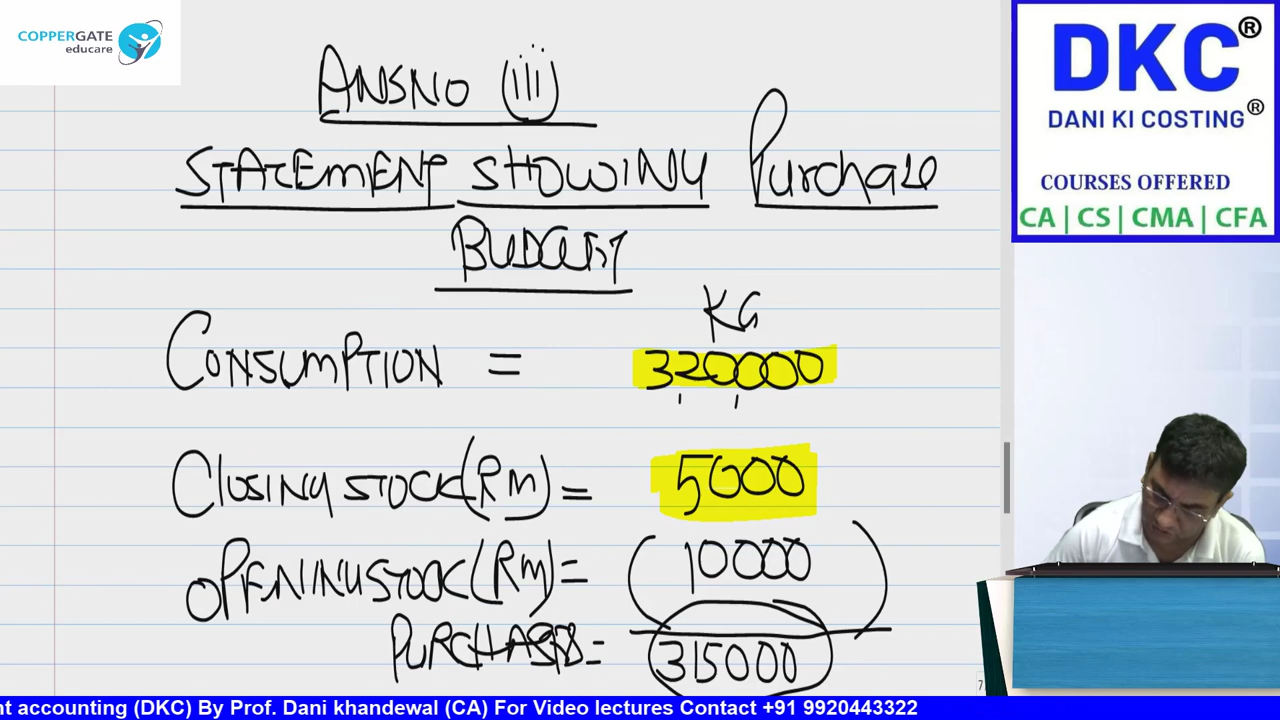 COPPERGATE
educare
ANSNO (iii)
STATEMENT SHOWING Purchase
BUDGET
KG
CONSUMPTION = 320000
CLOSING STOCK (RM) = 5000
OPENING STOCK (RM) = (10000)
PURCHASES = 315000
7
DKC®
DANI KI COSTING®
COURSES OFFERED
CA | CS | CMA | CFA
nt accounting (DKC) By Prof. Dani khandewal (CA) For Video lectures Contact +91 9920443322